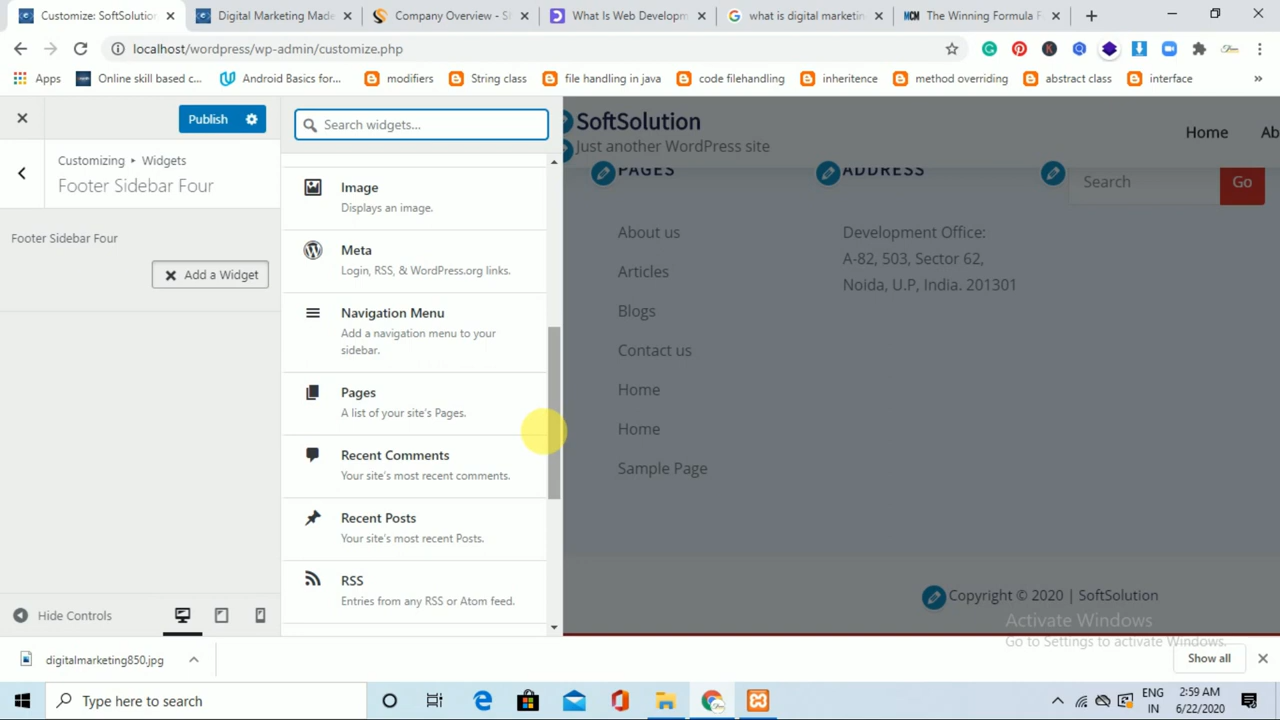 Customize: SoftSolution
Digital Marketing Made
Company Overview - S
What Is Web Developm
what is digital marketin
MCM
The Winning Formula F
localhost/wordpress/wp-admin/customize.php
Apps
Online skill based c...
Android Basics for...
modifiers
String class
file handling in java
code filehandling
inheritence
method overriding
abstract class
interface
Publish
Customizing ▸ Widgets
Footer Sidebar Four
Footer Sidebar Four
Add a Widget
Hide Controls
Search widgets...
Image
Displays an image.
Meta
Login, RSS, & WordPress.org links.
Navigation Menu
Add a navigation menu to your
sidebar.
Pages
A list of your site's Pages.
Recent Comments
Your site's most recent comments.
Recent Posts
Your site's most recent Posts.
RSS
Entries from any RSS or Atom feed.
SoftSolution
Just another WordPress site
Home
Ab
PAGES
About us
Articles
Blogs
Contact us
Home
Home
Sample Page
ADDRESS
Development Office:
A-82, 503, Sector 62,
Noida, U.P, India. 201301
Search
Go
Copyright © 2020 | SoftSolution
Activate Windows
Go to Settings to activate Windows.
digitalmarketing850.jpg
Show all
Type here to search
ENG
IN
2:59 AM
6/22/2020